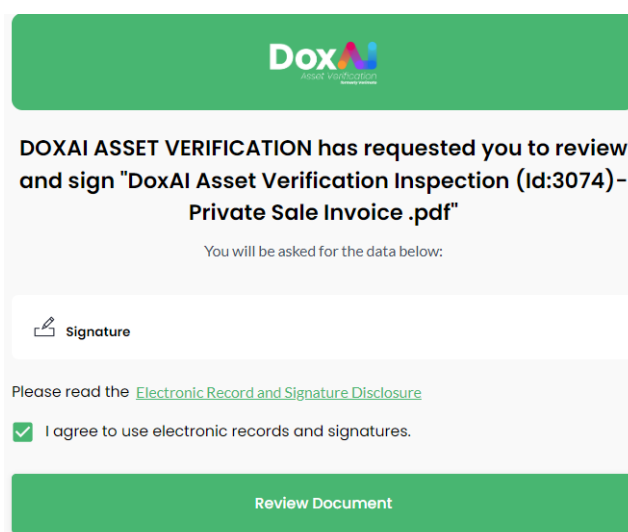 DoxAI
Asset Verification
DOXAI ASSET VERIFICATION has requested you to review
and sign "DoxAI Asset Verification Inspection (Id:3074)-
Private Sale Invoice .pdf"
You will be asked for the data below:
Signature
Please read the Electronic Record and Signature Disclosure
I agree to use electronic records and signatures.
Review Document